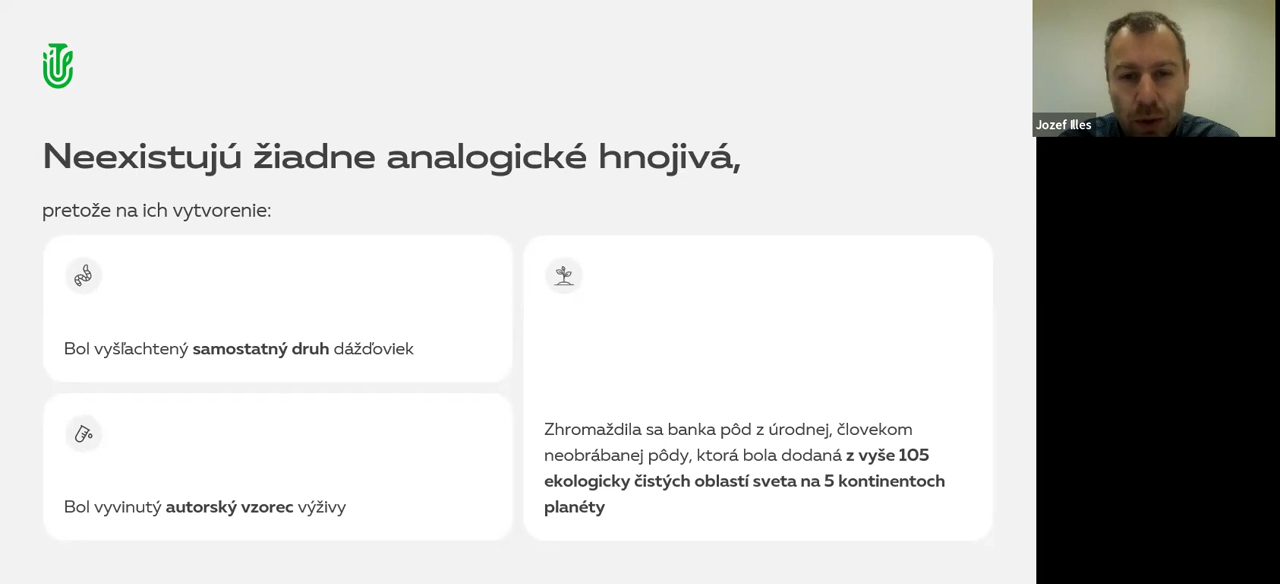 Neexistujú žiadne analogické hnojivá,
pretože na ich vytvorenie:
Bol vyšľachtený samostatný druh dážďoviek
Bol vyvinutý autorský vzorec výživy
Zhromaždila sa banka pôd z úrodnej, človekom
neobrábanej pôdy, ktorá bola dodaná z vyše 105
ekologicky čistých oblastí sveta na 5 kontinentoch
planéty
Jozef Illes